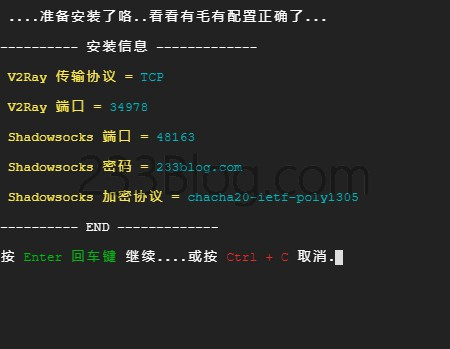 ....准备安装了咯..看看有毛有配置正确了...
---------- 安装信息 -------------
V2Ray 传输协议 = TCP
V2Ray 端口 = 34978
Shadowsocks 端口 = 48163
Shadowsocks 密码 = 233blog.com
233Blog.com
Shadowsocks 加密协议 = chacha20-ietf-poly1305
---------- END -------------
按 Enter 回车键 继续....或按 Ctrl + C 取消.